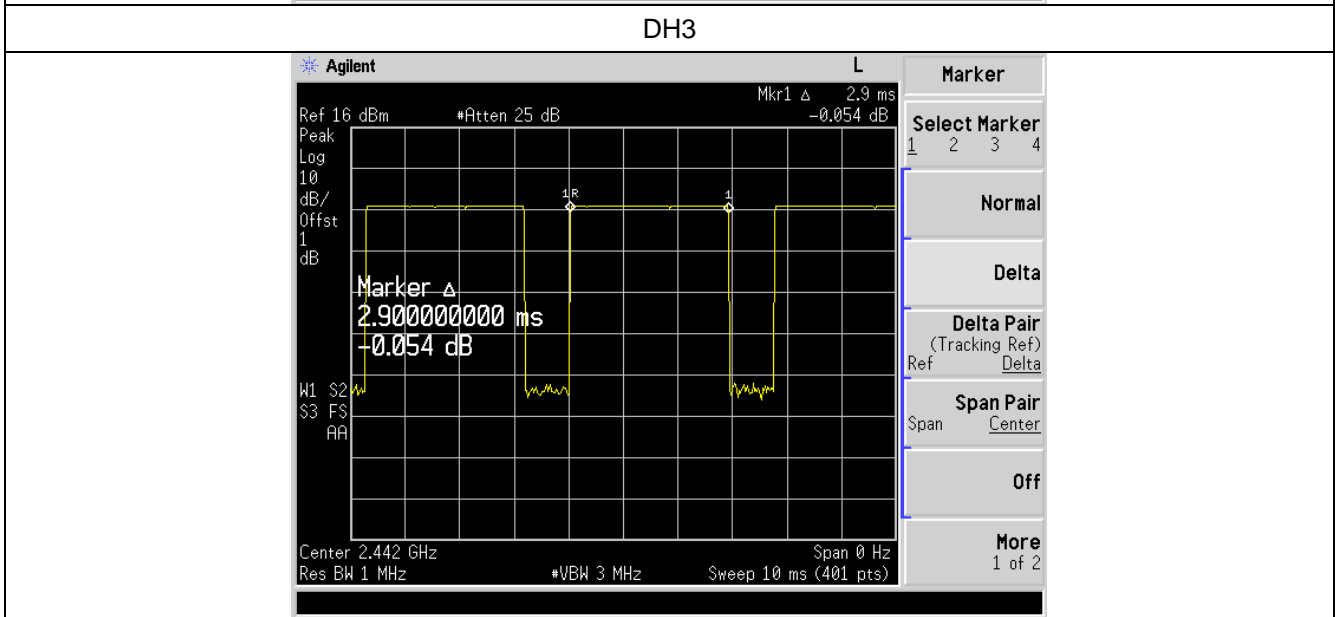 DH3
Agilent L
Mkr1 Δ 2.9 ms
Ref 16 dBm #Atten 25 dB -0.054 dB
Peak
Log
10
dB/
Offst
1
dB
1R 1
Marker Δ
2.900000000 ms
-0.054 dB
W1 S2
S3 FS
AA
Center 2.442 GHz Span 0 Hz
Res BW 1 MHz #VBW 3 MHz Sweep 10 ms (401 pts)
Marker
Select Marker
1 2 3 4
Normal
Delta
Delta Pair
(Tracking Ref)
Ref Delta
Span Pair
Span Center
Off
More
1 of 2